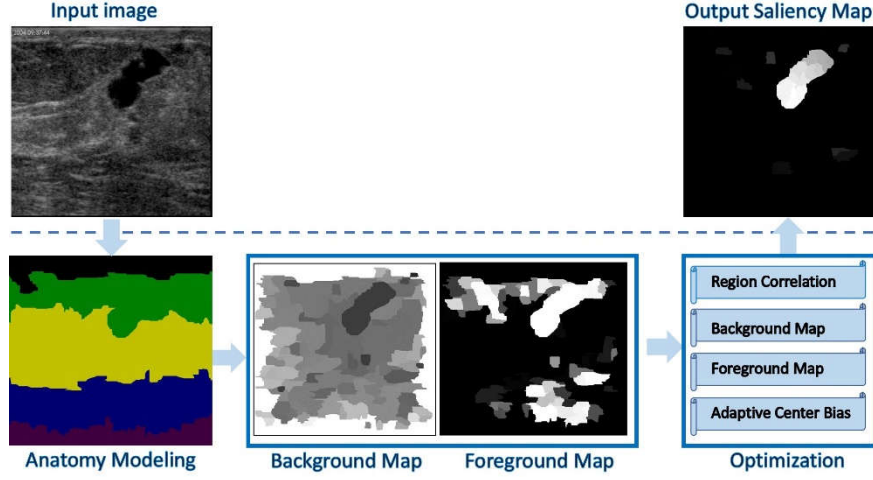 Input image
Output Saliency Map
Region Correlation
Background Map
Foreground Map
Adaptive Center Bias
Anatomy Modeling
Background Map
Foreground Map
Optimization